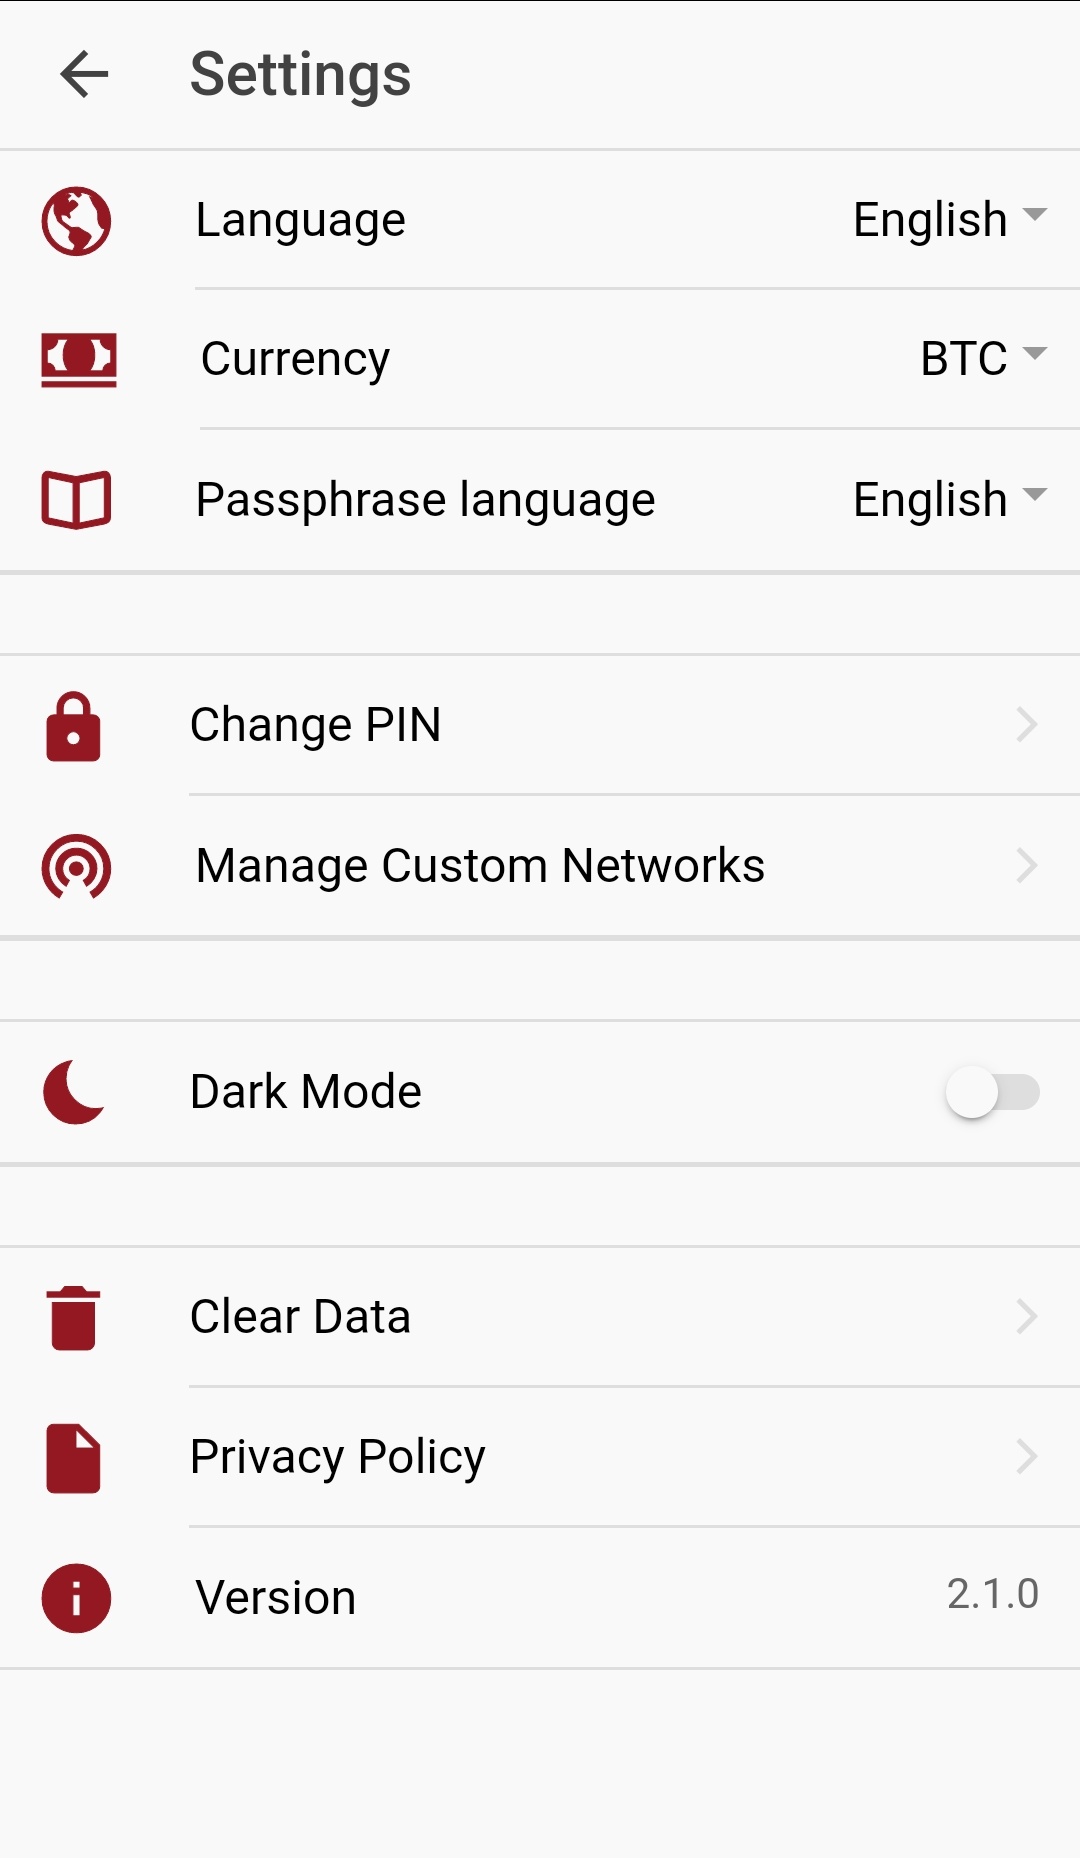 Settings
Language English
Currency BTC
Passphrase language English
Change PIN
Manage Custom Networks
Dark Mode
Clear Data
Privacy Policy
Version 2.1.0